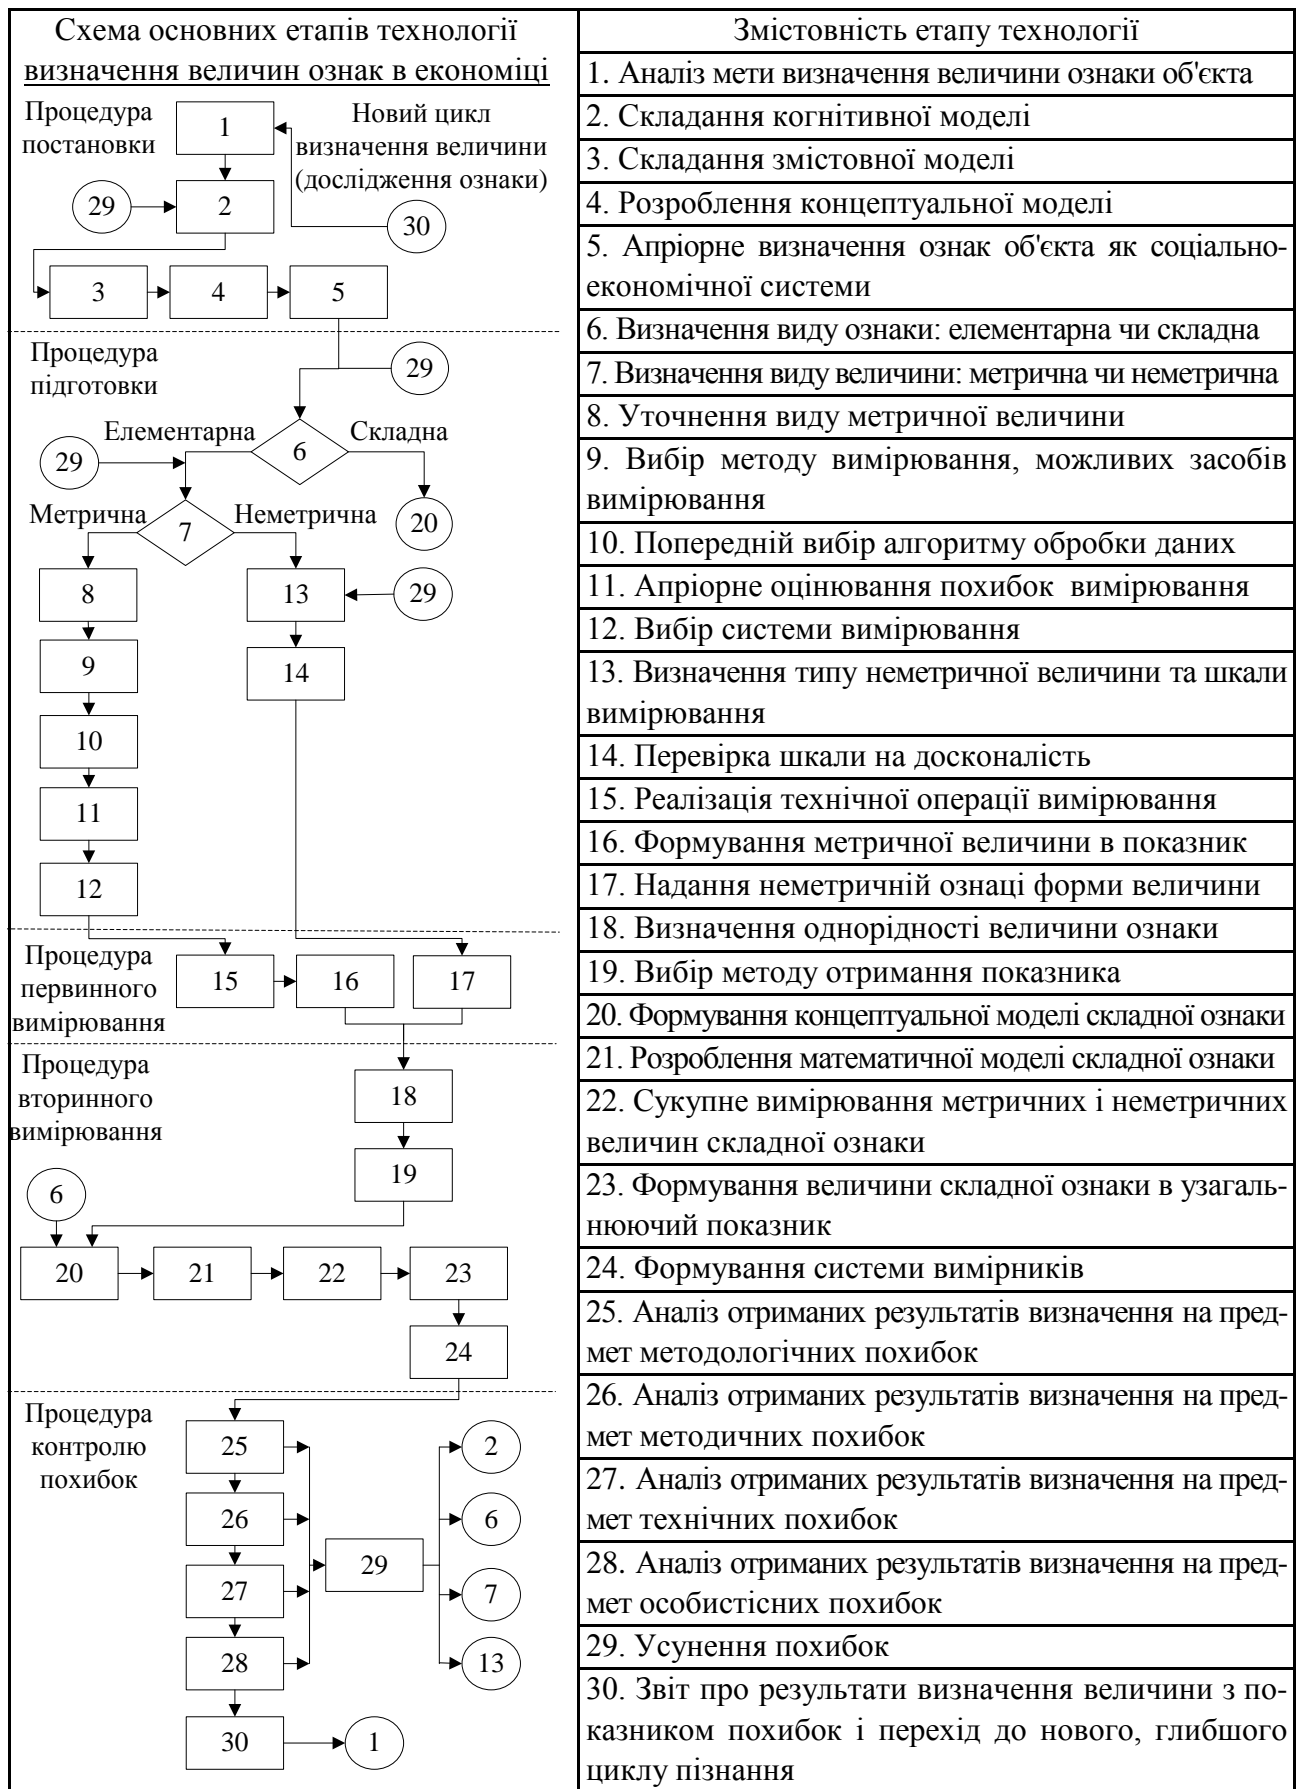 Схема основних етапів технології
визначення величин ознак в економіці
Процедура
постановки
1
Новий цикл
визначення величини
(дослідження ознаки)
29
2
30
3
4
5
Процедура
підготовки
29
Елементарна
6
Складна
29
Метрична
7
Неметрична
20
8
13
29
9
14
10
11
12
Процедура
первинного
вимірювання
15
16
17
Процедура
вторинного
вимірювання
18
19
6
20
21
22
23
24
Процедура
контролю
похибок
25
2
26
6
29
27
7
28
13
30
1
Змістовність етапу технології
1. Аналіз мети визначення величини ознаки об'єкта
2. Складання когнітивної моделі
3. Складання змістовної моделі
4. Розроблення концептуальної моделі
5. Апріорне визначення ознак об'єкта як соціально-
економічної системи
6. Визначення виду ознаки: елементарна чи складна
7. Визначення виду величини: метрична чи неметрична
8. Уточнення виду метричної величини
9. Вибір методу вимірювання, можливих засобів
вимірювання
10. Попередній вибір алгоритму обробки даних
11. Апріорне оцінювання похибок вимірювання
12. Вибір системи вимірювання
13. Визначення типу неметричної величини та шкали
вимірювання
14. Перевірка шкали на досконалість
15. Реалізація технічної операції вимірювання
16. Формування метричної величини в показник
17. Надання неметричній ознаці форми величини
18. Визначення однорідності величини ознаки
19. Вибір методу отримання показника
20. Формування концептуальної моделі складної ознаки
21. Розроблення математичної моделі складної ознаки
22. Сукупне вимірювання метричних і неметричних
величин складної ознаки
23. Формування величини складної ознаки в узагаль-
нюючий показник
24. Формування системи вимірників
25. Аналіз отриманих результатів визначення на пред-
мет методологічних похибок
26. Аналіз отриманих результатів визначення на пред-
мет методичних похибок
27. Аналіз отриманих результатів визначення на пред-
мет технічних похибок
28. Аналіз отриманих результатів визначення на пред-
мет особистісних похибок
29. Усунення похибок
30. Звіт про результати визначення величини з по-
казником похибок і перехід до нового, глибшого
циклу пізнання